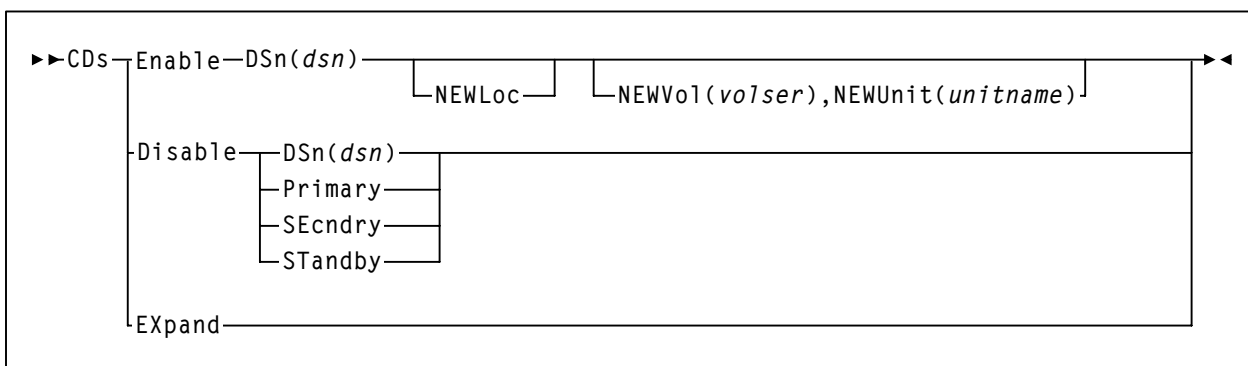 CDs Enable DSn(dsn)
NEWLoc NEWVol(volser),NEWUnit(unitname)
Disable DSn(dsn)
Primary
SEcndry
STandby
EXpand